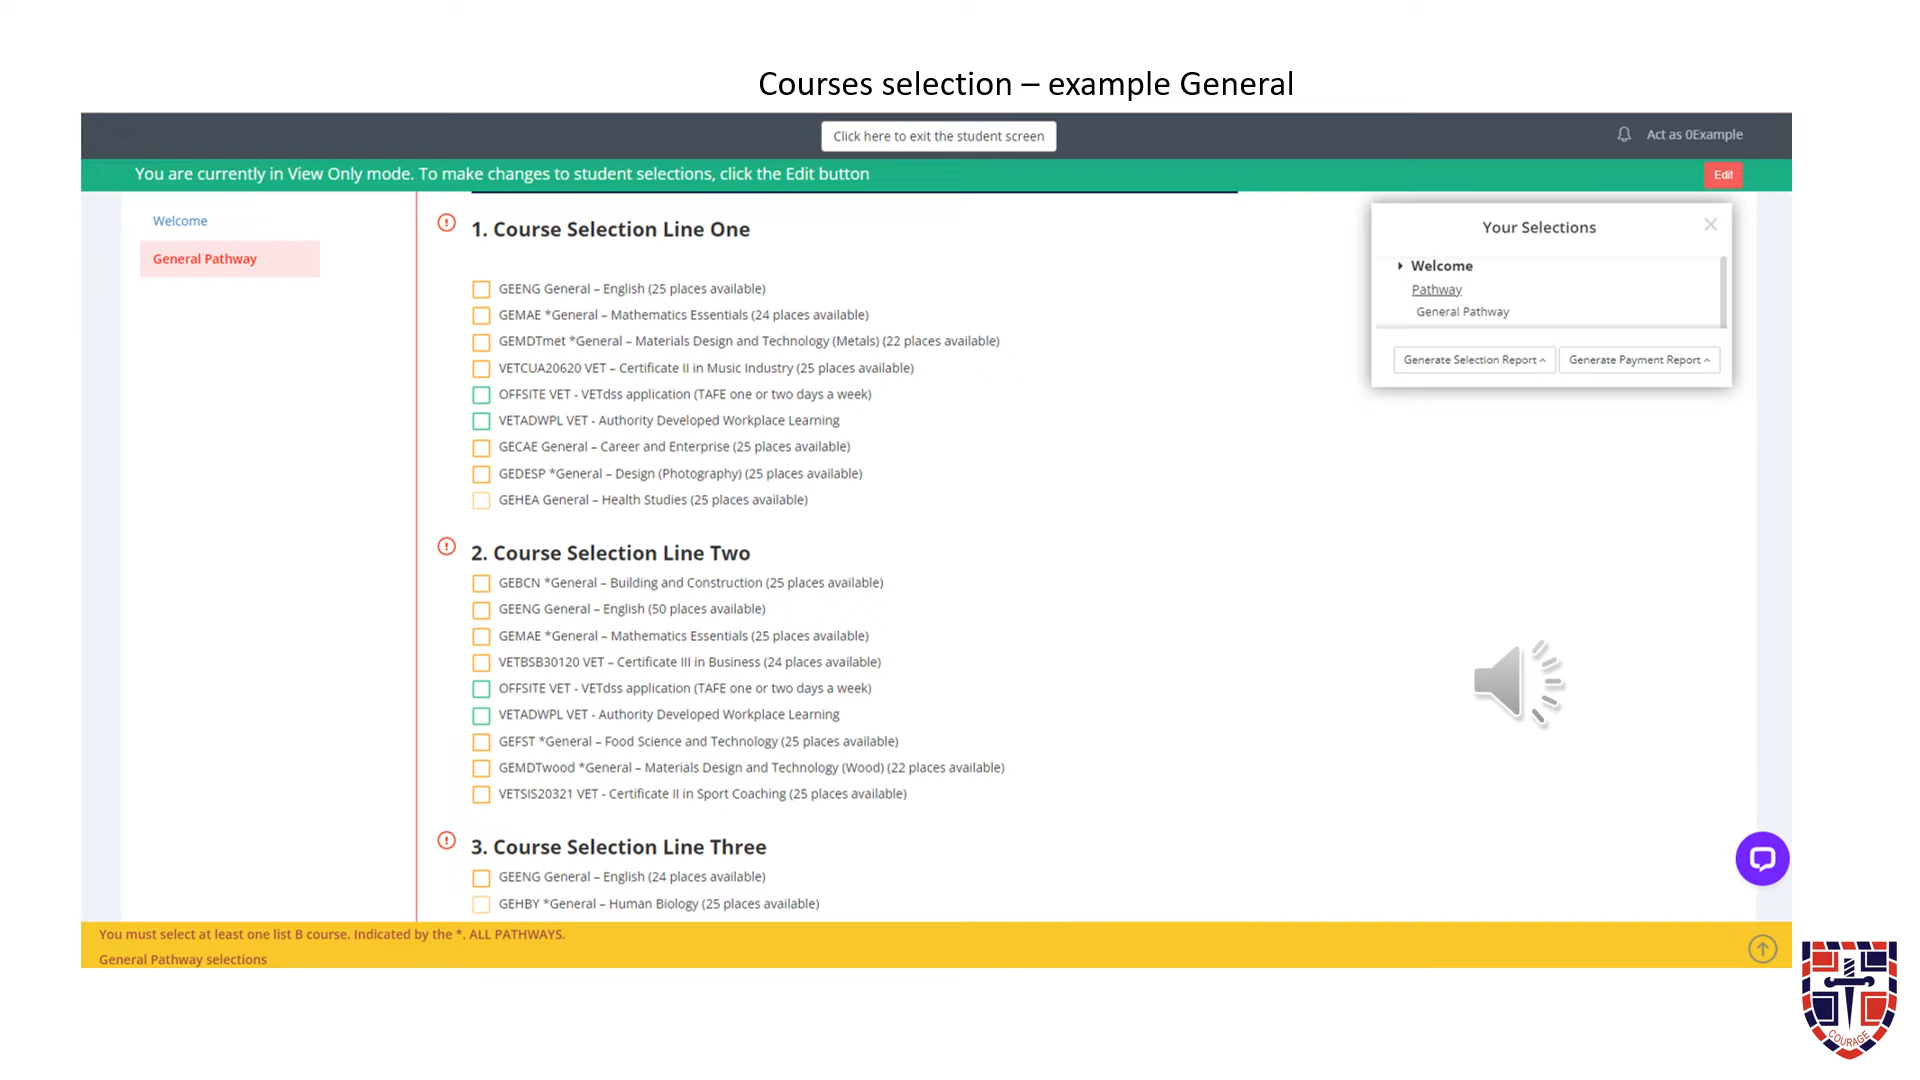 Courses selection – example General
Click here to exit the student screen
Act as 0Example
You are currently in View Only mode. To make changes to student selections, click the Edit button
Edit
Welcome
General Pathway
1. Course Selection Line One
GEENG General – English (25 places available)
GEMAE *General – Mathematics Essentials (24 places available)
GEMDTmet *General – Materials Design and Technology (Metals) (22 places available)
VETCUA20620 VET – Certificate II in Music Industry (25 places available)
OFFSITE VET - VETdss application (TAFE one or two days a week)
VETADWPL VET - Authority Developed Workplace Learning
GECAE General – Career and Enterprise (25 places available)
GEDESP *General – Design (Photography) (25 places available)
GEHEA General – Health Studies (25 places available)
2. Course Selection Line Two
GEBCN *General – Building and Construction (25 places available)
GEENG General – English (50 places available)
GEMAE *General – Mathematics Essentials (25 places available)
VETBSB30120 VET – Certificate III in Business (24 places available)
OFFSITE VET - VETdss application (TAFE one or two days a week)
VETADWPL VET - Authority Developed Workplace Learning
GEFST *General – Food Science and Technology (25 places available)
GEMDTwood *General – Materials Design and Technology (Wood) (22 places available)
VETSIS20321 VET - Certificate II in Sport Coaching (25 places available)
3. Course Selection Line Three
GEENG General – English (24 places available)
GEHBY *General – Human Biology (25 places available)
Your Selections
Welcome
Pathway
General Pathway
Generate Selection Report
Generate Payment Report
You must select at least one list B course. Indicated by the *. ALL PATHWAYS.
General Pathway selections
COURAGE